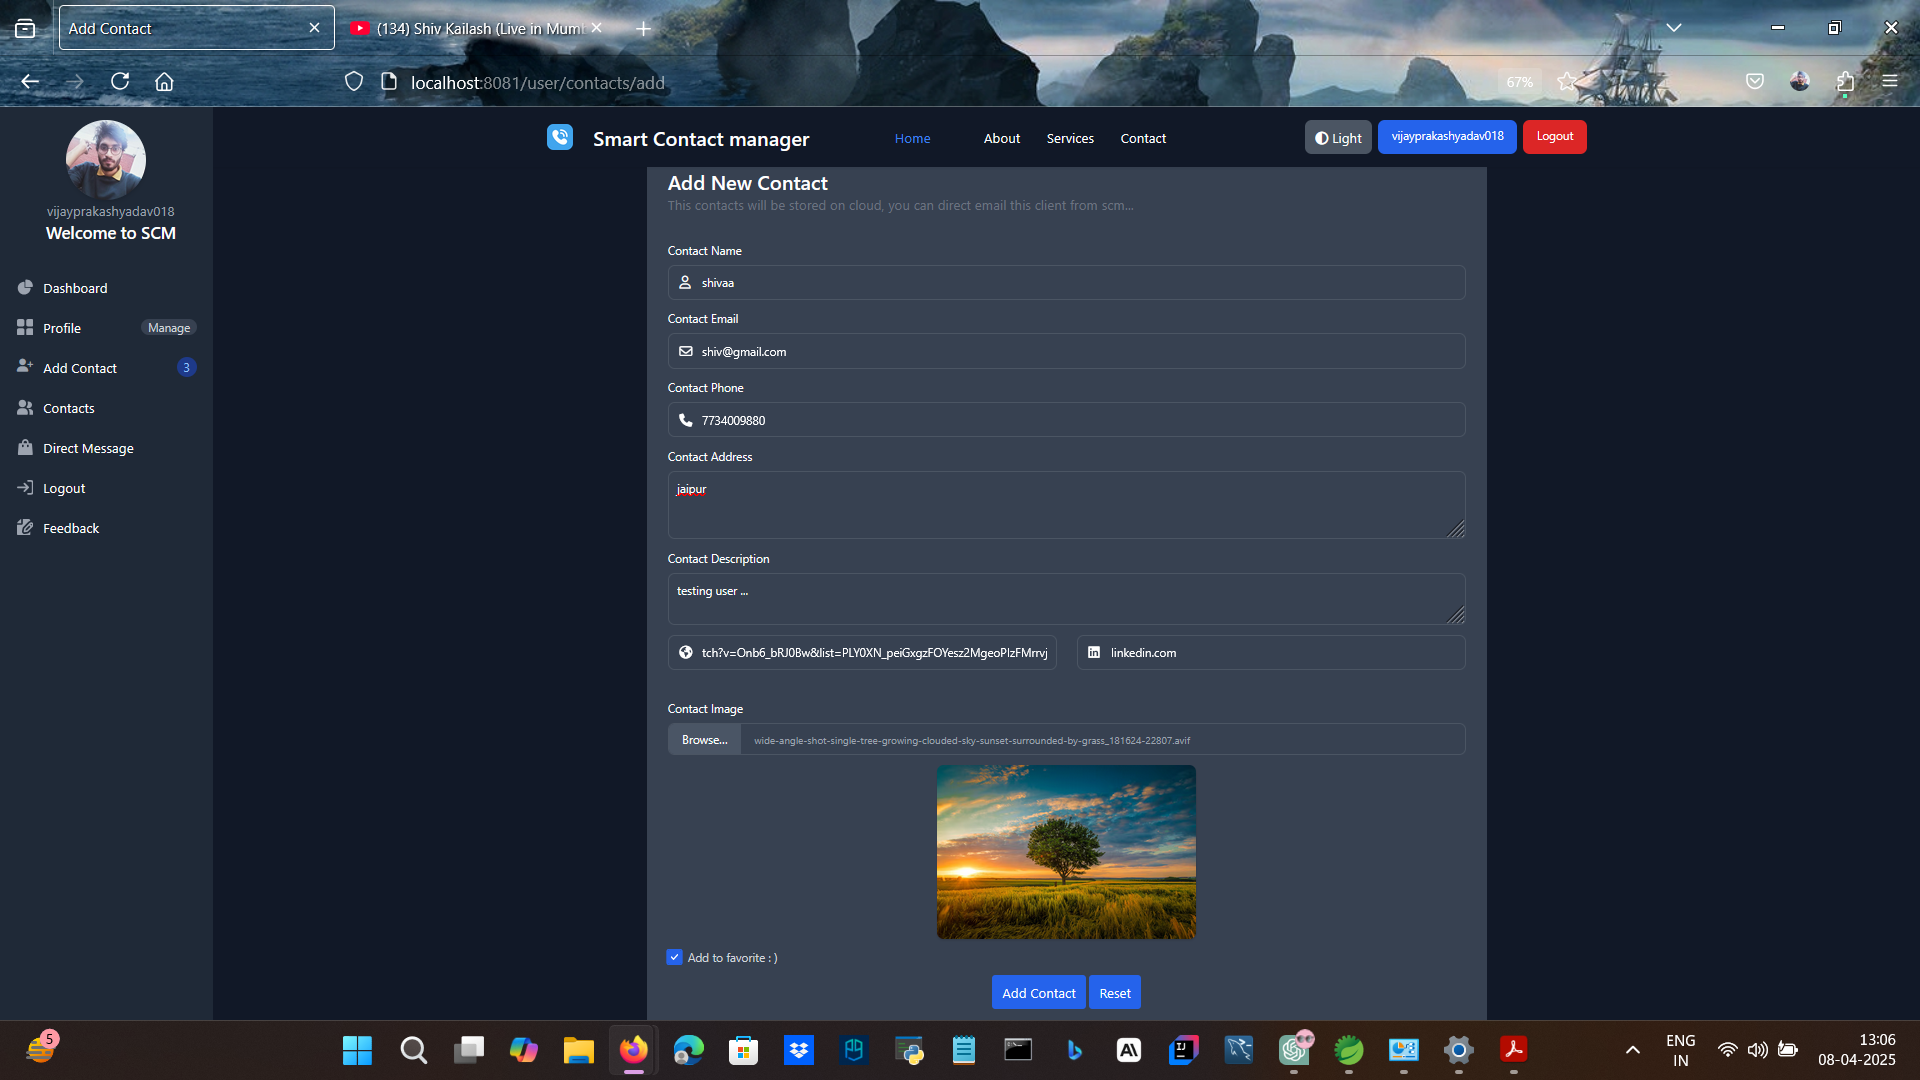 Add Contact
(134) Shiv Kailash (Live in Mum
localhost:8081/user/contacts/add
67%
vijayprakashyadav018
Welcome to SCM
Dashboard
Profile
Manage
Add Contact
3
Contacts
Direct Message
Logout
Feedback
Smart Contact manager
Home
About
Services
Contact
Light
vijayprakashyadav018
Logout
Add New Contact
This contacts will be stored on cloud, you can direct email this client from scm...
Contact Name
shivaa
Contact Email
shiv@gmail.com
Contact Phone
7734009880
Contact Address
jaipur
Contact Description
testing user ...
tch?v=Onb6_bRJ0Bw&list=PLY0XN_peiGxgzFOYesz2MgeoPlzFMrrvj
linkedin.com
Contact Image
Browse...
wide-angle-shot-single-tree-growing-clouded-sky-sunset-surrounded-by-grass_181624-22807.avif
Add to favorite : )
Add Contact
Reset
5
ENG
IN
13:06
08-04-2025